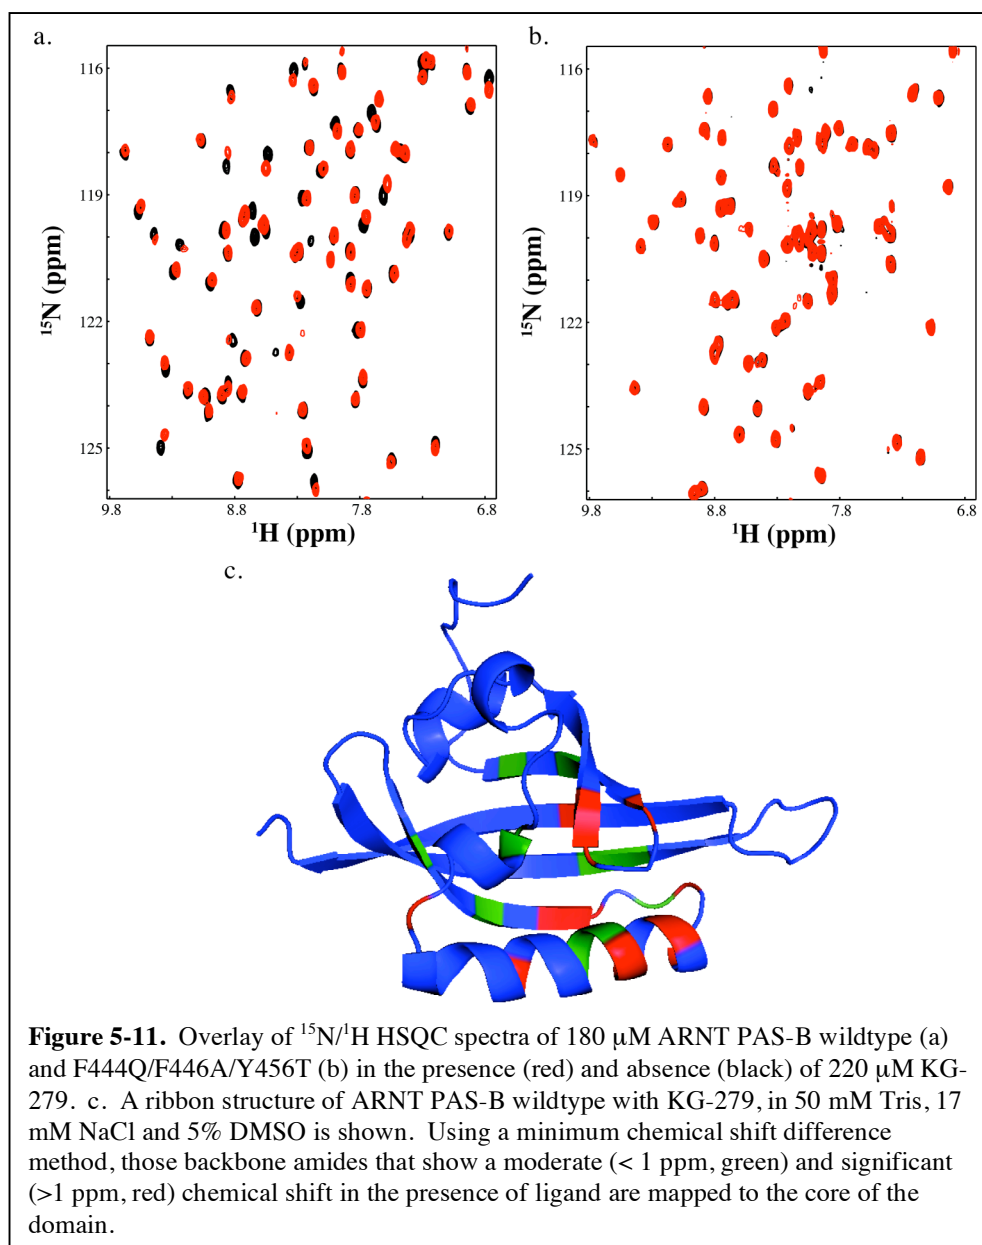 a.
b.
116
119
122
125
¹⁵N (ppm)
9.8 8.8 7.8 6.8
¹H (ppm)
116
119
122
125
¹⁵N (ppm)
9.8 8.8 7.8 6.8
¹H (ppm)
c.
Figure 5-11. Overlay of ¹⁵N/¹H HSQC spectra of 180 μM ARNT PAS-B wildtype (a)
and F444Q/F446A/Y456T (b) in the presence (red) and absence (black) of 220 μM KG-
279. c. A ribbon structure of ARNT PAS-B wildtype with KG-279, in 50 mM Tris, 17
mM NaCl and 5% DMSO is shown. Using a minimum chemical shift difference
method, those backbone amides that show a moderate (< 1 ppm, green) and significant
(>1 ppm, red) chemical shift in the presence of ligand are mapped to the core of the
domain.